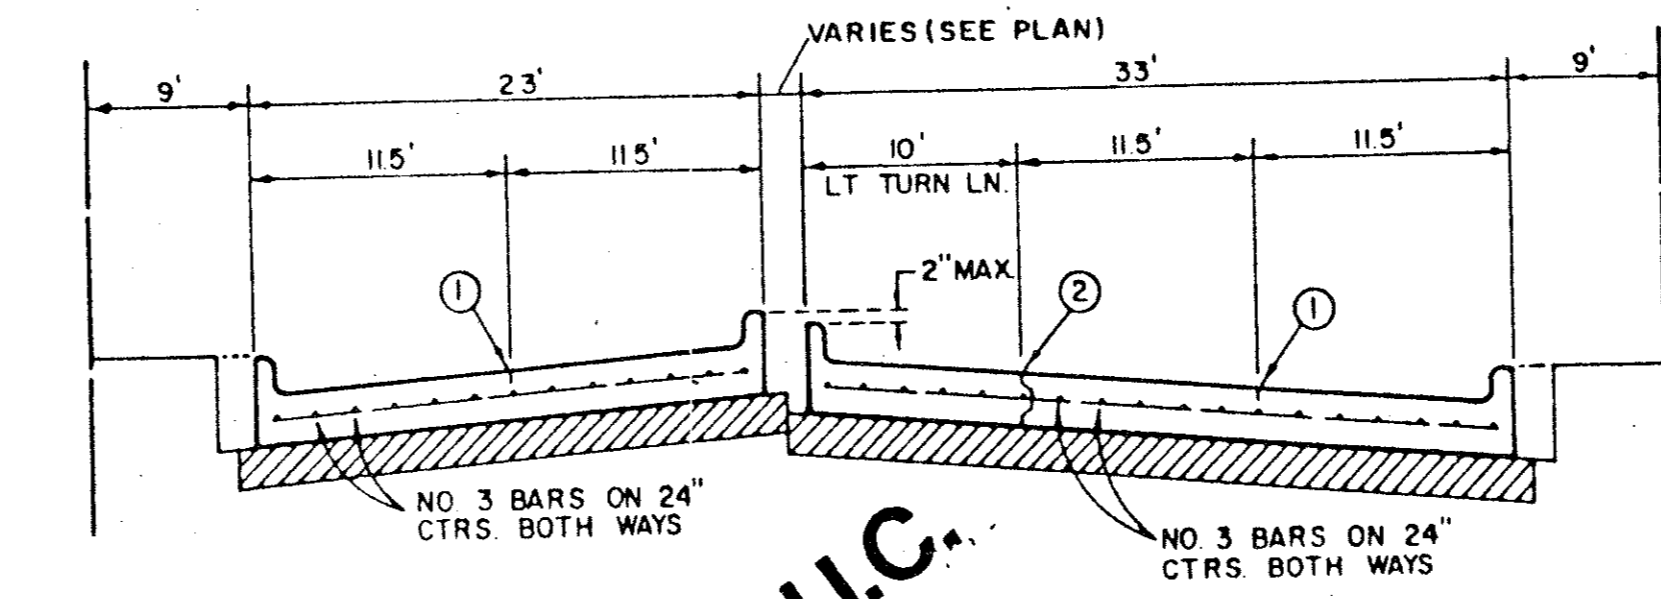 VARIES (SEE PLAN)
9'
23'
33'
9'
11.5'
11.5'
10'
11.5'
11.5'
LT TURN LN.
2" MAX
1
2
1
NO. 3 BARS ON 24"
CTRS. BOTH WAYS
NO. 3 BARS ON 24"
CTRS. BOTH WAYS
U.C.